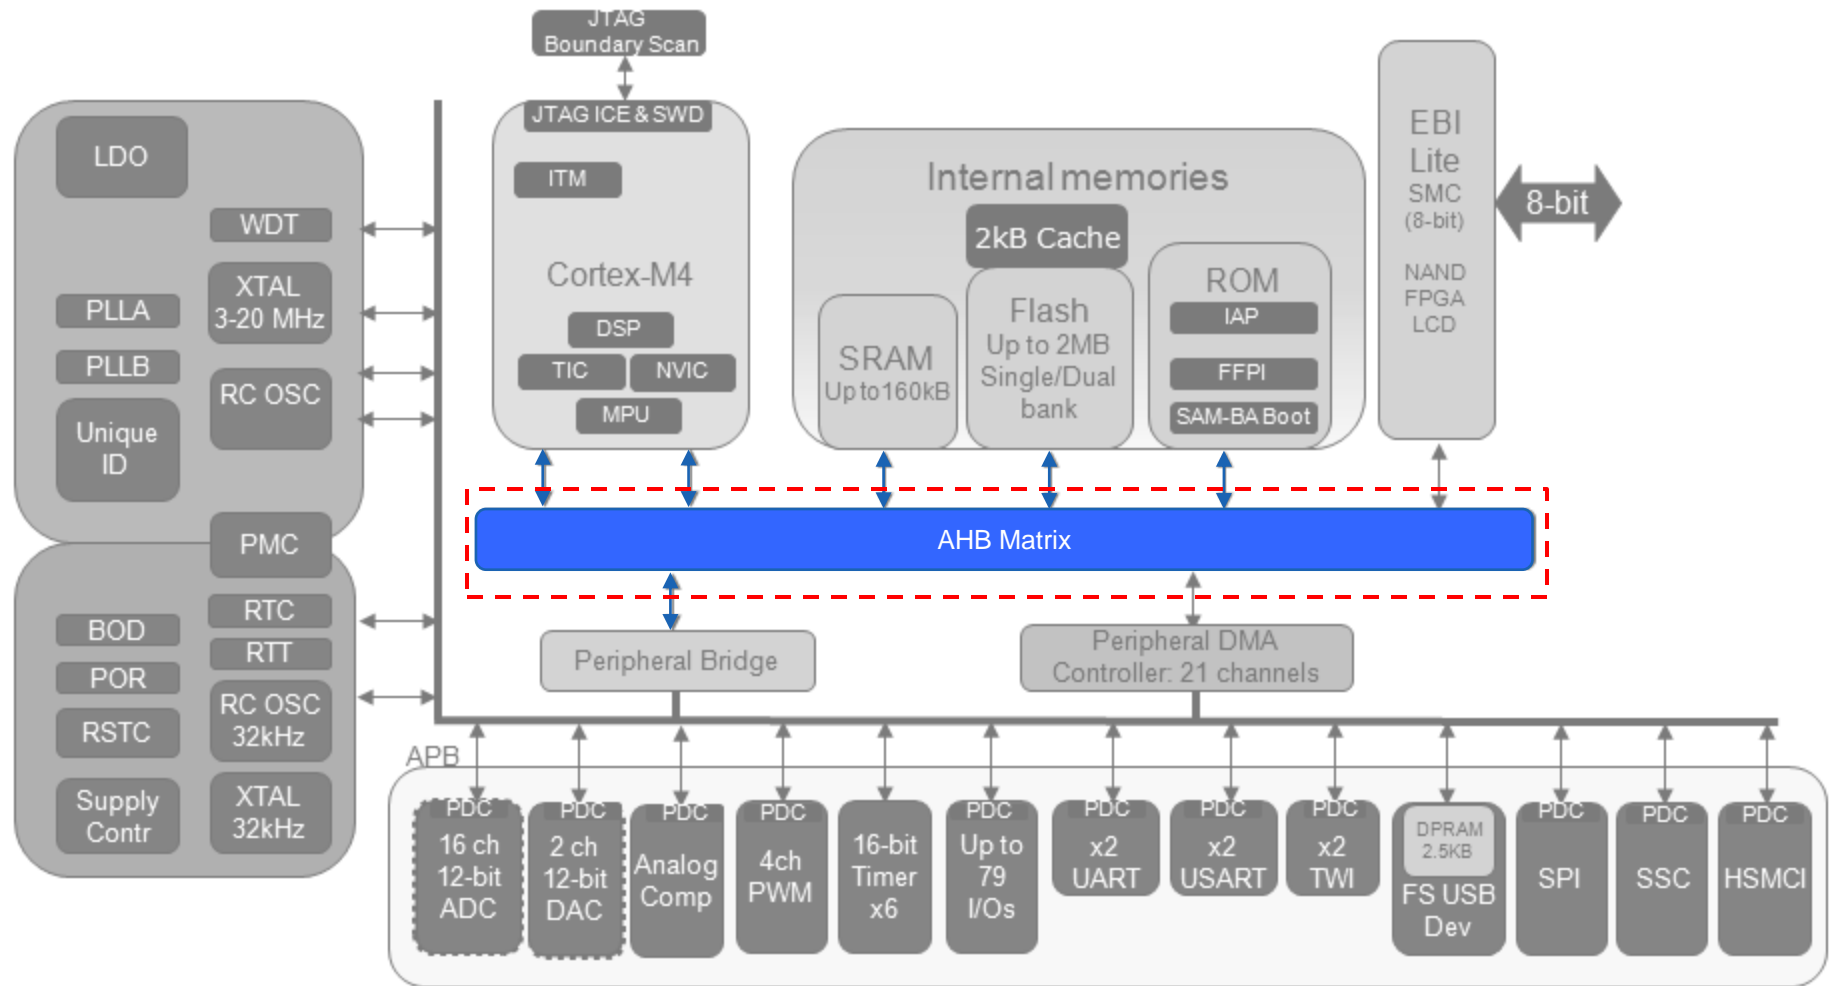 JTAG
Boundary Scan
LDO
WDT
XTAL
3-20 MHz
PLLA
PLLB
RC OSC
Unique
ID
PMC
RTC
BOD
RTT
POR
RC OSC
32kHz
RSTC
Supply
Contr
XTAL
32kHz
JTAG ICE & SWD
ITM
Cortex-M4
DSP
TIC
NVIC
MPU
Internal memories
2kB Cache
SRAM
Up to 160kB
Flash
Up to 2MB
Single/Dual
bank
ROM
IAP
FFPI
SAM-BA Boot
EBI
Lite
SMC
(8-bit)
NAND
FPGA
LCD
8-bit
AHB Matrix
Peripheral Bridge
Peripheral DMA
Controller: 21 channels
APB
PDC
16 ch
12-bit
ADC
PDC
2 ch
12-bit
DAC
PDC
Analog
Comp
PDC
4ch
PWM
16-bit
Timer
x6
PDC
Up to
79
I/Os
PDC
x2
UART
PDC
x2
USART
PDC
x2
TWI
DPRAM
2.5KB
FS USB
Dev
PDC
SPI
PDC
SSC
PDC
HSMCI